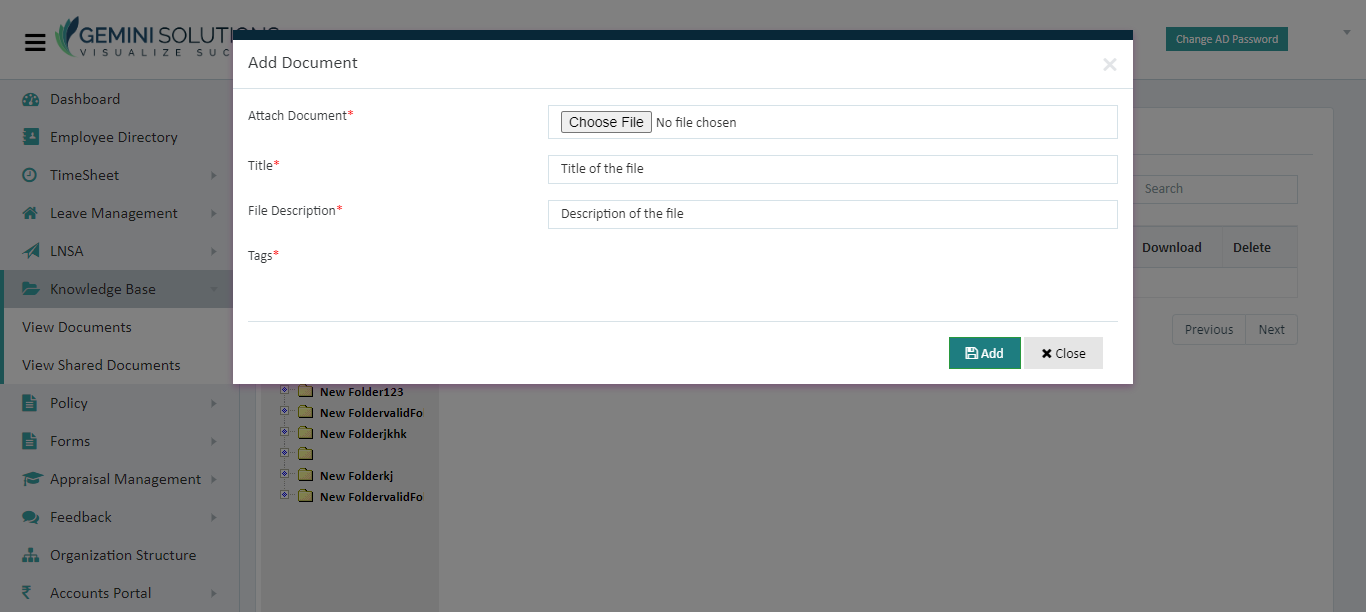 GEMINI SOLUTIONS
VISUALIZE SUC
Change AD Password
Add Document
×
Attach Document*
Choose File No file chosen
Title*
Title of the file
File Description*
Description of the file
Tags*
Add
Close
Dashboard
Employee Directory
TimeSheet
Leave Management
LNSA
Knowledge Base
View Documents
View Shared Documents
Policy
Forms
Appraisal Management
Feedback
Organization Structure
Accounts Portal
Search
Download Delete
Previous Next
New Folder123
New FoldervalidFo
New Folderjkhk
New Folderkj
New FoldervalidFo